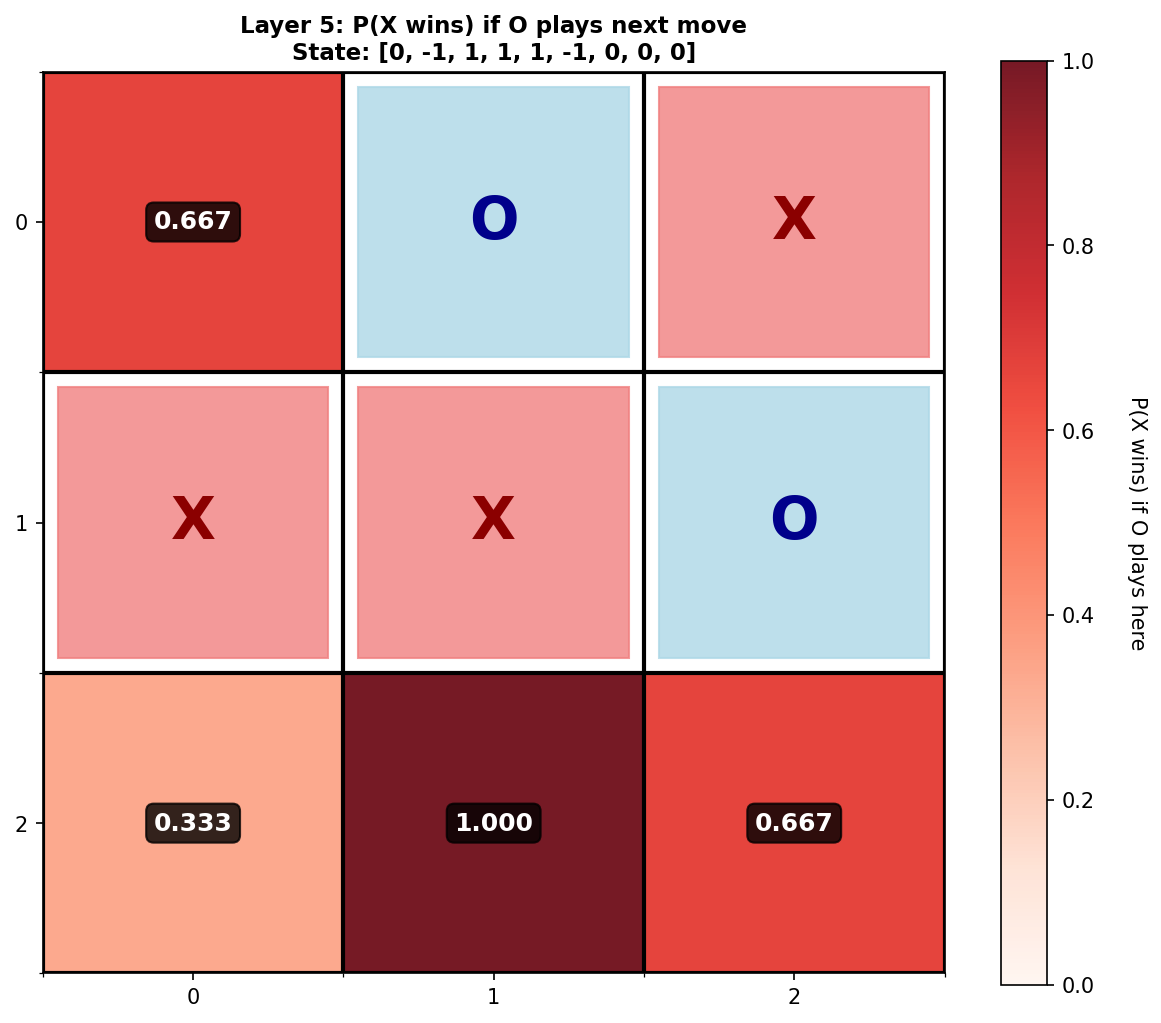 Layer 5: P(X wins) if O plays next move
State: [0, -1, 1, 1, 1, -1, 0, 0, 0]
0
0.667
O
X
1
X
X
O
2
0.333
1.000
0.667
0
1
2
1.0
0.8
0.6
0.4
0.2
0.0
P(X wins) if O plays here